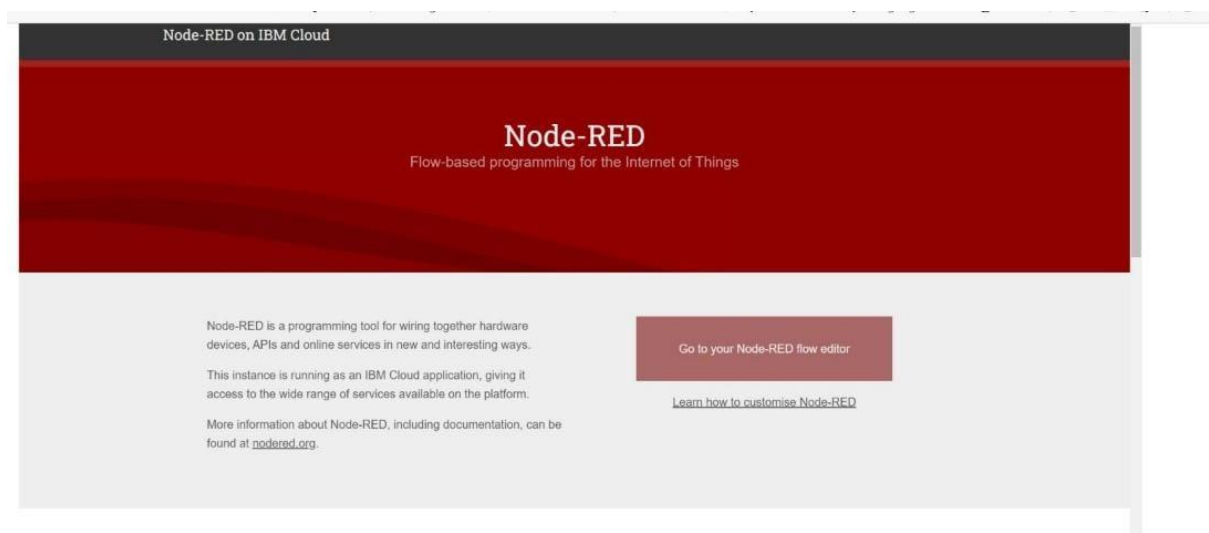 Node-RED on IBM Cloud
Node-RED
Flow-based programming for the Internet of Things
Node-RED is a programming tool for wiring together hardware
devices, APIs and online services in new and interesting ways.
This instance is running as an IBM Cloud application, giving it
access to the wide range of services available on the platform.
More information about Node-RED, including documentation, can be
found at nodered.org.
Go to your Node-RED flow editor
Learn how to customise Node-RED